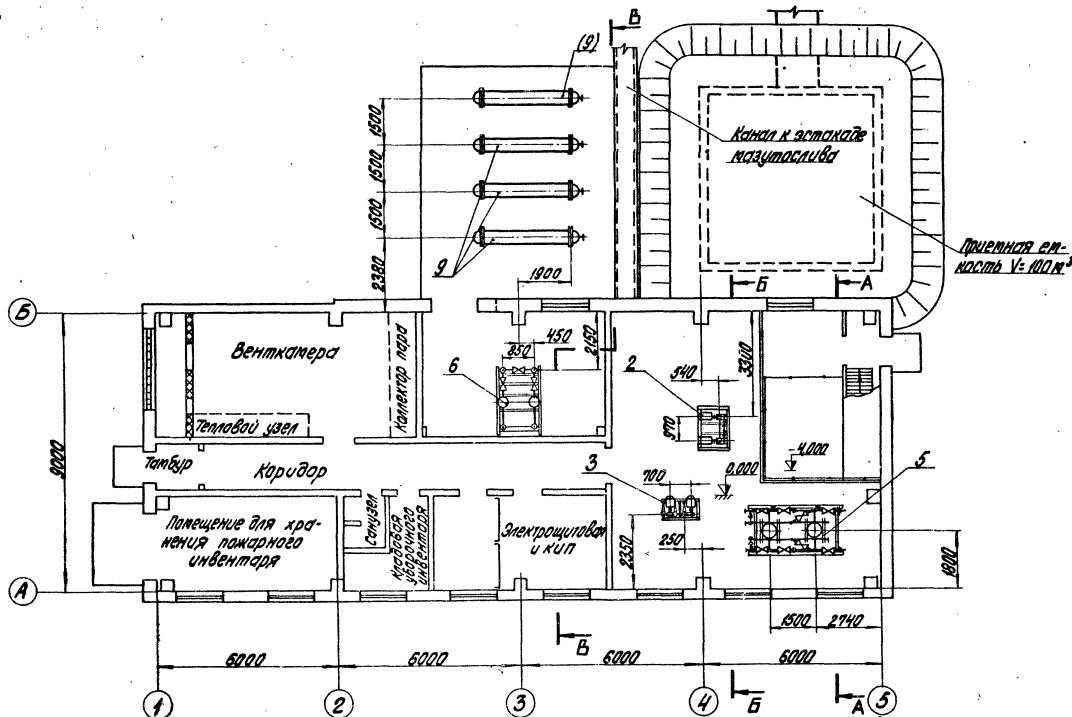 В
(9)
1500
1500
1500
2380
9
1900
Канал к эстакаде
мазутослива
Приемная ем-
кость V=100 м³
Б
А
Б
Венткамера
Коллектор пара
Тепловой узел
450
850
2150
6
2
540
3300
970
4,000
9000
Тамбур
Коридор
3
700
0,000
5
Помещение для хра-
нения пожарного
инвентаря
Санузел
Кладовая
уборочного
инвентаря
Электрощитовая
и КИП
2350
250
1800
А
1500
2740
В
6000
6000
6000
6000
Б
А
1
2
3
4
5